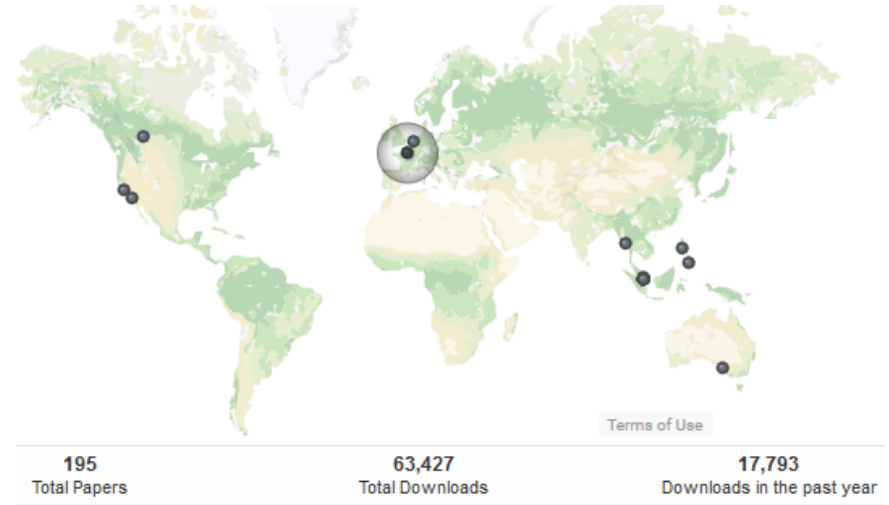 Terms of Use
195 63,427 17,793
Total Papers Total Downloads Downloads in the past year